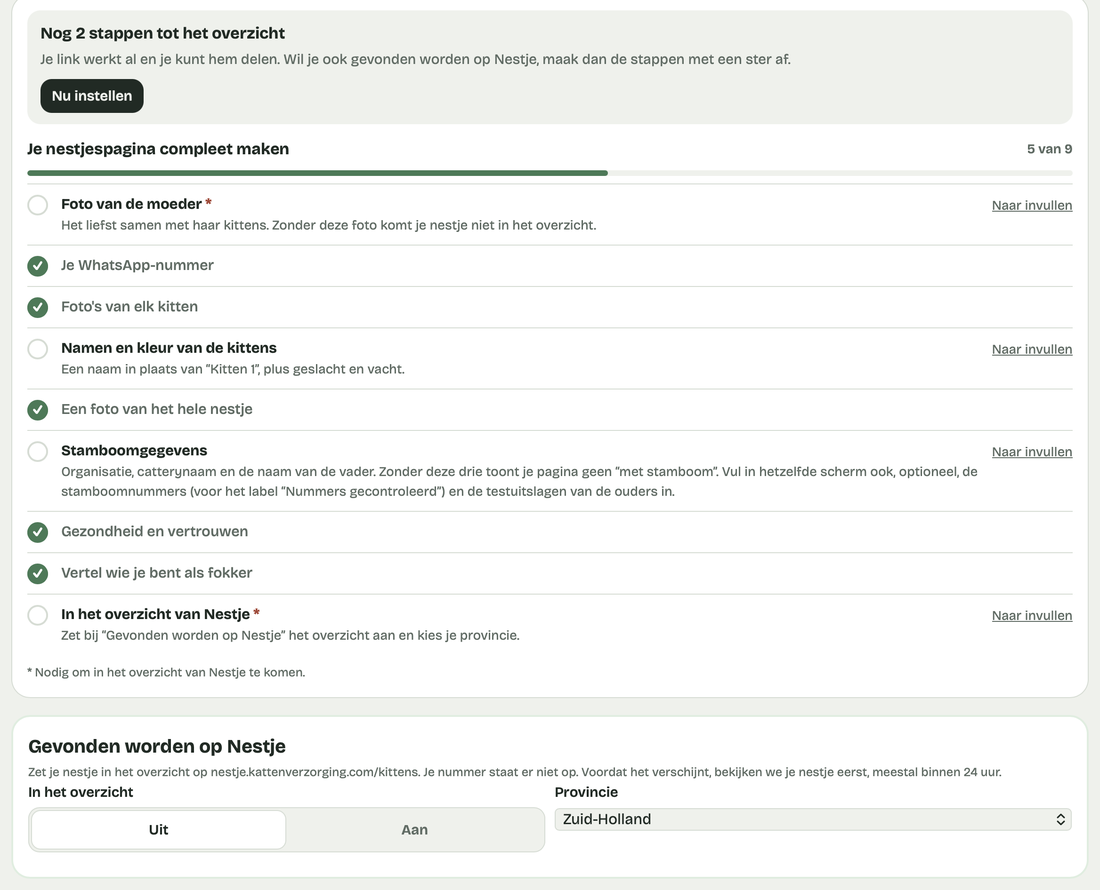 Nog 2 stappen tot het overzicht
Je link werkt al en je kunt hem delen. Wil je ook gevonden worden op Nestje, maak dan de stappen met een ster af.
Nu instellen
Je nestjespagina compleet maken
5 van 9
Foto van de moeder *
Naar invullen
Het liefst samen met haar kittens. Zonder deze foto komt je nestje niet in het overzicht.
Je WhatsApp-nummer
Foto's van elk kitten
Namen en kleur van de kittens
Naar invullen
Een naam in plaats van "Kitten 1", plus geslacht en vacht.
Een foto van het hele nestje
Stamboomgegevens
Naar invullen
Organisatie, catterynaam en de naam van de vader. Zonder deze drie toont je pagina geen "met stamboom". Vul in hetzelfde scherm ook, optioneel, de
stamboomnummers (voor het label "Nummers gecontroleerd") en de testuitslagen van de ouders in.
Gezondheid en vertrouwen
Vertel wie je bent als fokker
In het overzicht van Nestje *
Naar invullen
Zet bij "Gevonden worden op Nestje" het overzicht aan en kies je provincie.
* Nodig om in het overzicht van Nestje te komen.
Gevonden worden op Nestje
Zet je nestje in het overzicht op nestje.kattenverzorging.com/kittens. Je nummer staat er niet op. Voordat het verschijnt, bekijken we je nestje eerst, meestal binnen 24 uur.
In het overzicht
Provincie
Uit
Aan
Zuid-Holland